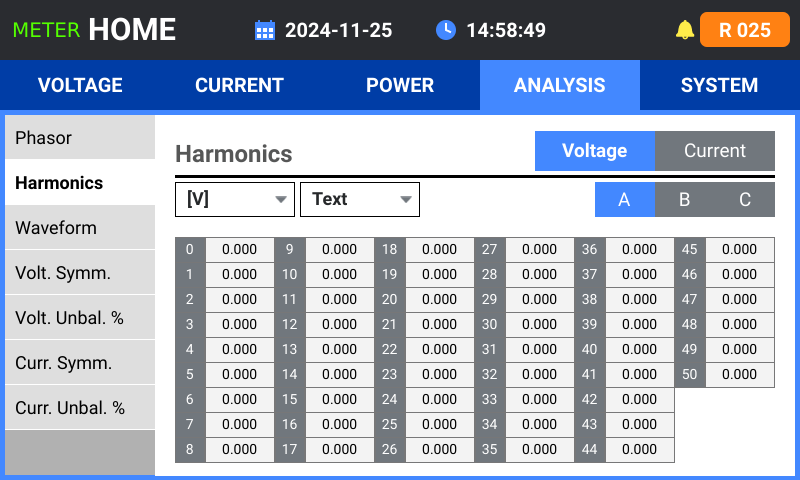 METER HOME 2024-11-25 14:58:49 R 025
VOLTAGE CURRENT POWER ANALYSIS SYSTEM
Phasor
Harmonics
Waveform
Volt. Symm.
Volt. Unbal. %
Curr. Symm.
Curr. Unbal. %
Harmonics Voltage Current
[V] Text A B C
0 0.000 9 0.000 18 0.000 27 0.000 36 0.000 45 0.000
1 0.000 10 0.000 19 0.000 28 0.000 37 0.000 46 0.000
2 0.000 11 0.000 20 0.000 29 0.000 38 0.000 47 0.000
3 0.000 12 0.000 21 0.000 30 0.000 39 0.000 48 0.000
4 0.000 13 0.000 22 0.000 31 0.000 40 0.000 49 0.000
5 0.000 14 0.000 23 0.000 32 0.000 41 0.000 50 0.000
6 0.000 15 0.000 24 0.000 33 0.000 42 0.000
7 0.000 16 0.000 25 0.000 34 0.000 43 0.000
8 0.000 17 0.000 26 0.000 35 0.000 44 0.000